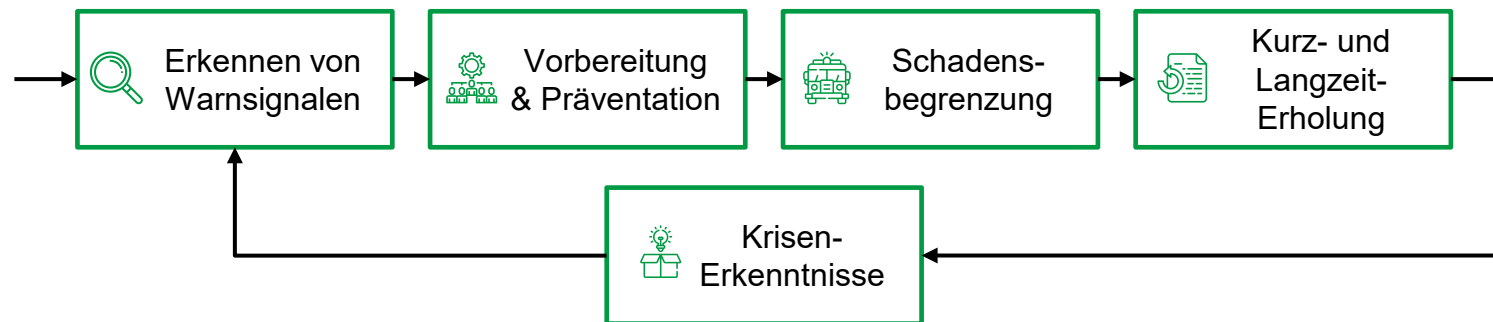 Erkennen von
Warnsignalen
Vorbereitung
& Präventation
Schadens-
begrenzung
Kurz- und
Langzeit-
Erholung
Krisen-
Erkenntnisse